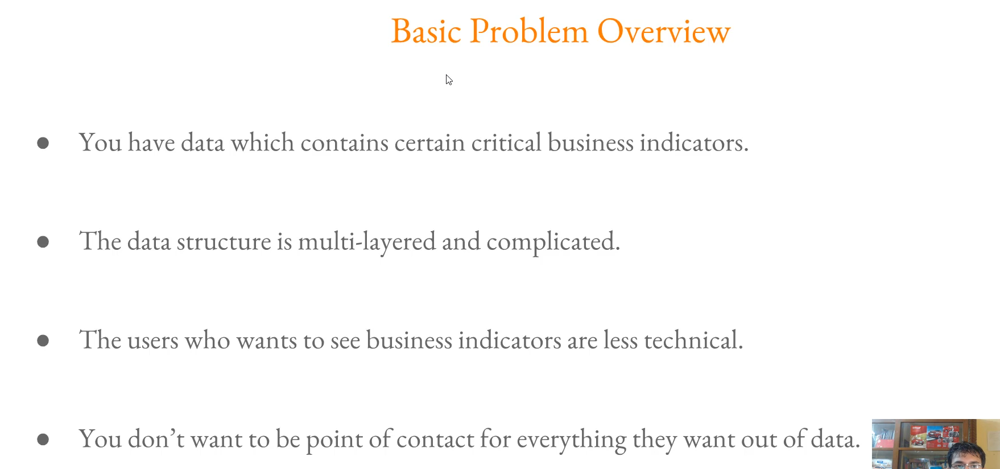 Basic Problem Overview
● You have data which contains certain critical business indicators.
● The data structure is multi-layered and complicated.
● The users who wants to see business indicators are less technical.
● You don’t want to be point of contact for everything they want out of data.